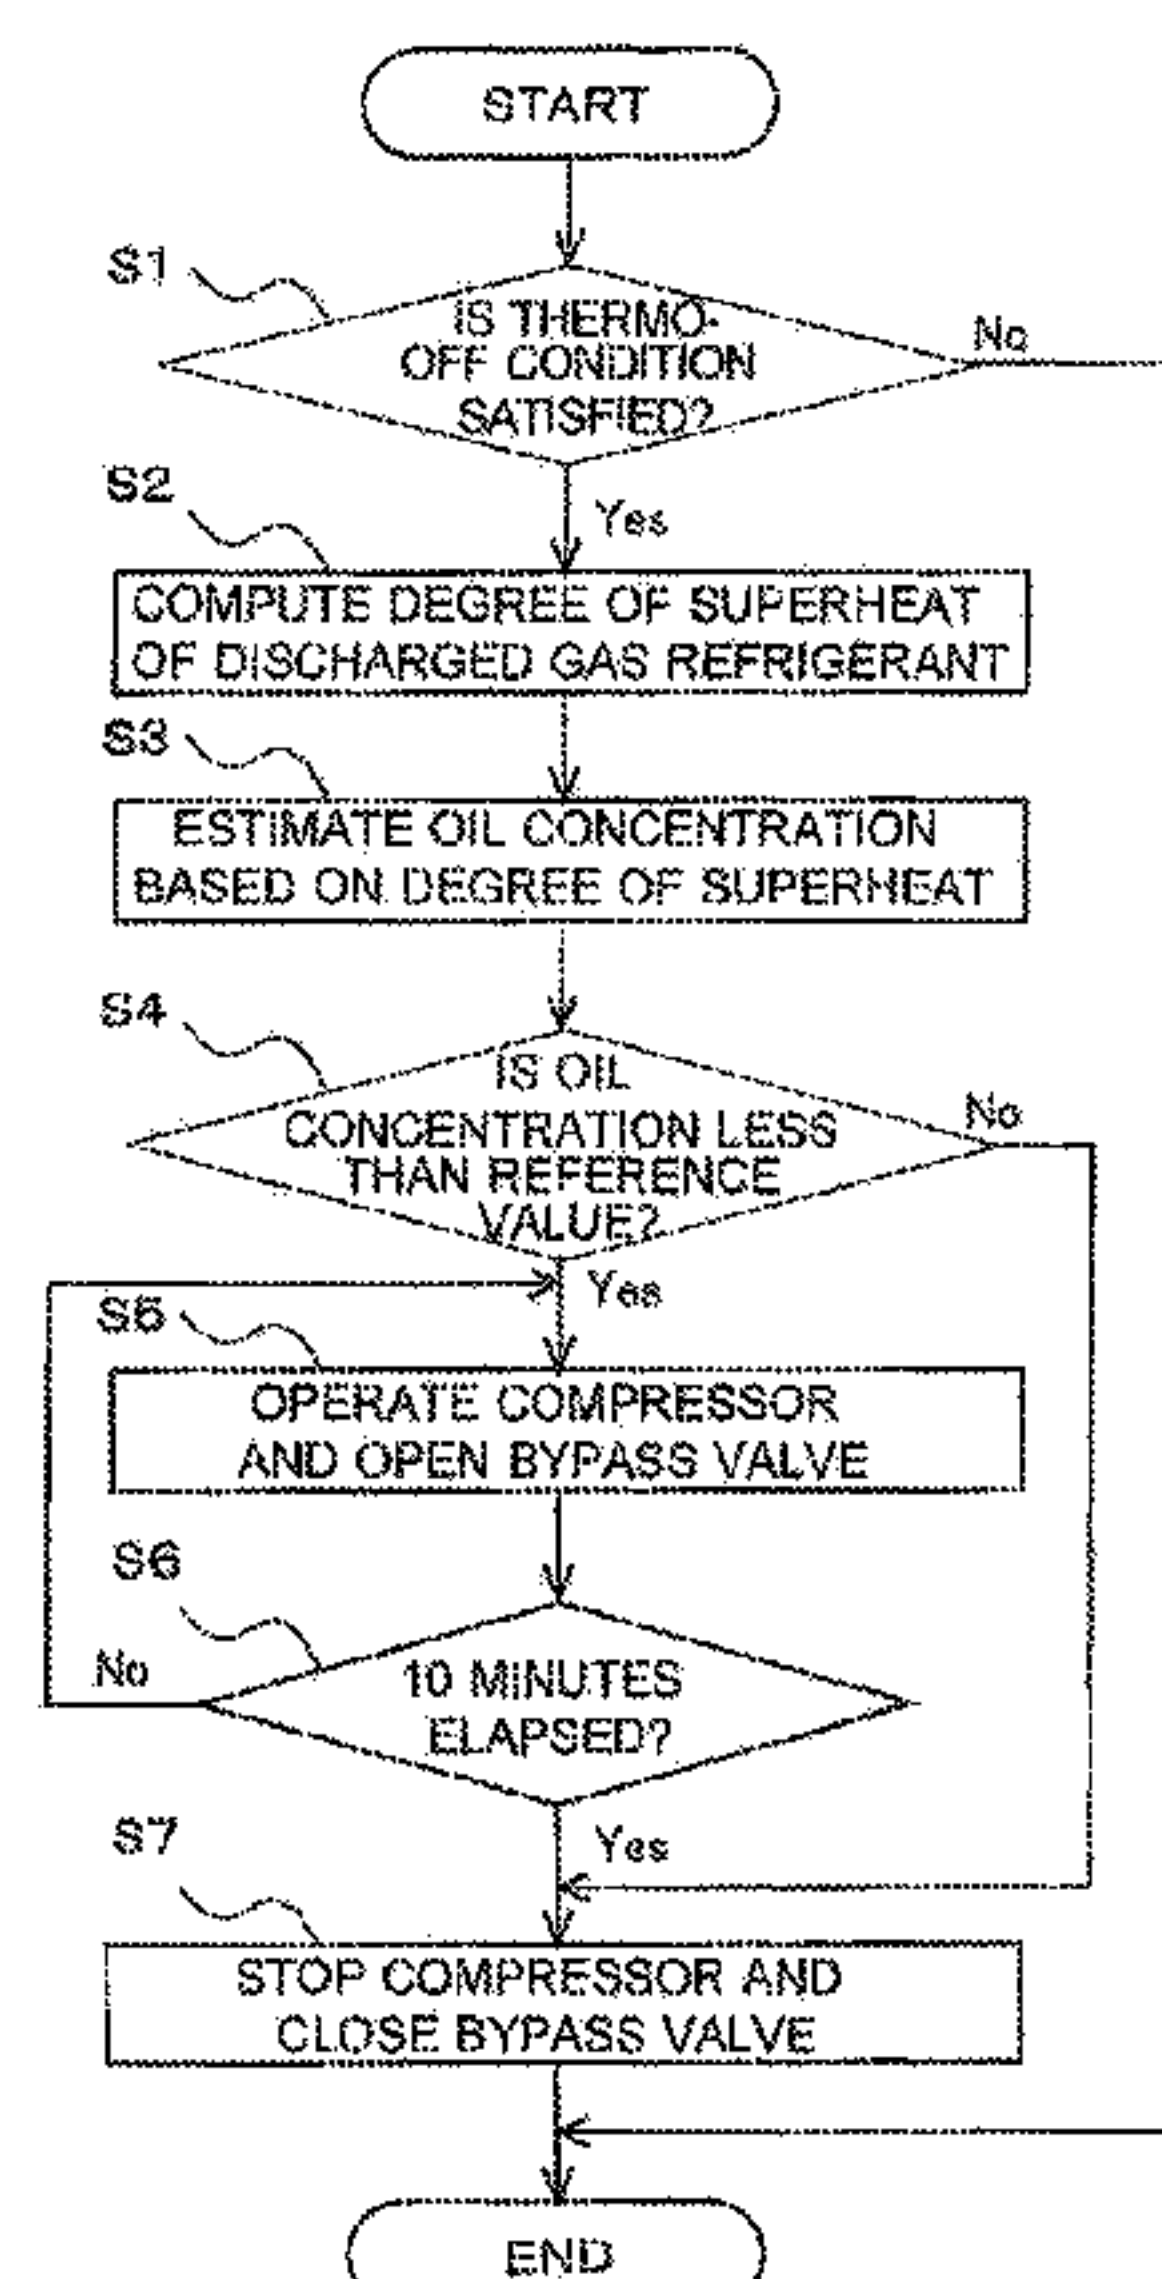 START
S1
IS THERMO-
OFF CONDITION
SATISFIED?
No
Yes
S2
COMPUTE DEGREE OF SUPERHEAT
OF DISCHARGED GAS REFRIGERANT
S3
ESTIMATE OIL CONCENTRATION
BASED ON DEGREE OF SUPERHEAT
S4
IS OIL
CONCENTRATION LESS
THAN REFERENCE
VALUE?
No
Yes
S5
OPERATE COMPRESSOR
AND OPEN BYPASS VALVE
S6
No
10 MINUTES
ELAPSED?
Yes
S7
STOP COMPRESSOR AND
CLOSE BYPASS VALVE
END